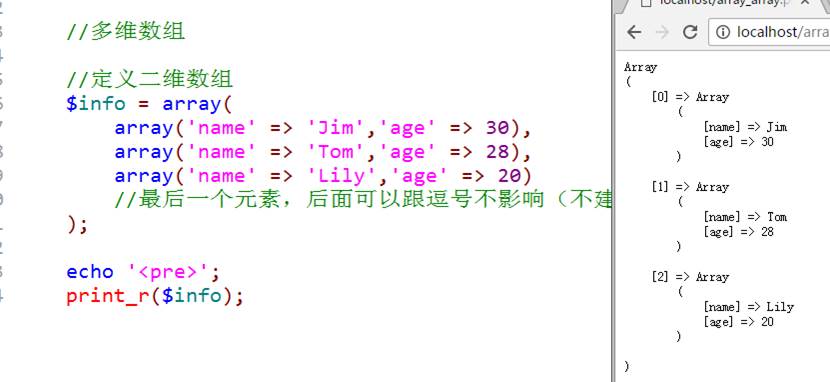 //多维数组
//定义二维数组
$info = array(
array('name' => 'Jim','age' => 30),
array('name' => 'Tom','age' => 28),
array('name' => 'Lily','age' => 20)
//最后一个元素，后面可以跟逗号不影响（不建
);
echo '<pre>';
print_r($info);
localhost/array_array.p
localhost/arra
Array
(
[0] => Array
(
[name] => Jim
[age] => 30
)
[1] => Array
(
[name] => Tom
[age] => 28
)
[2] => Array
(
[name] => Lily
[age] => 20
)
)